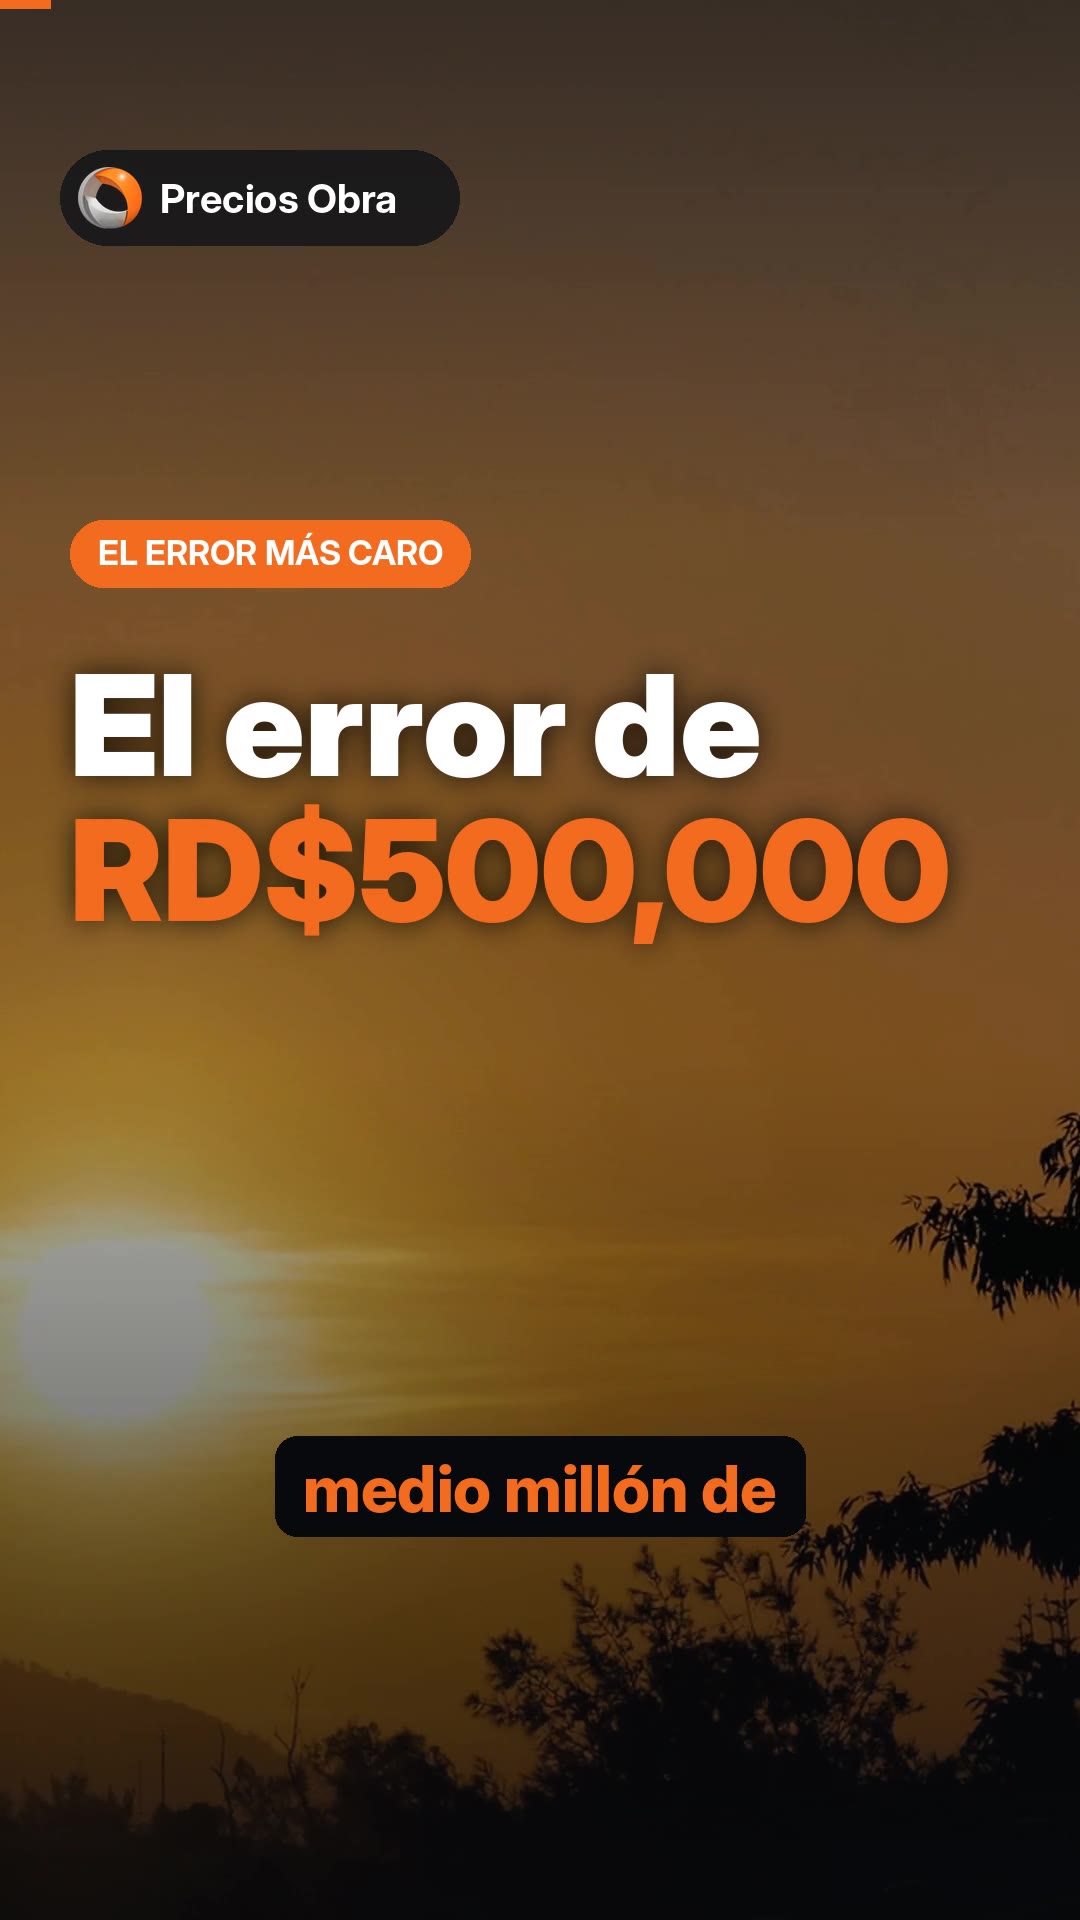 Precios Obra
EL ERROR MÁS CARO
El error de
RD$500,000
medio millón de